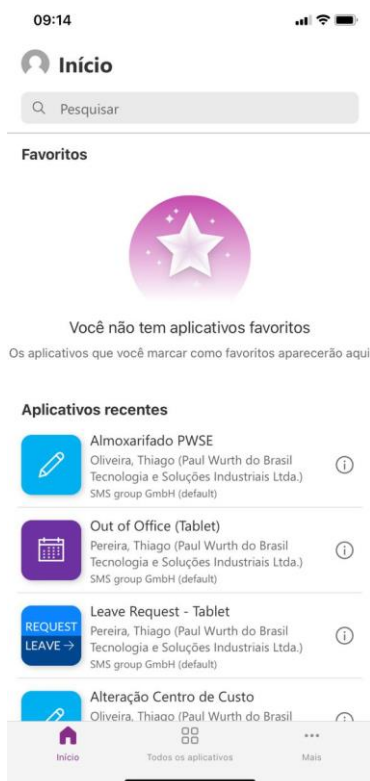 09:14
Início
Pesquisar
Favoritos
Você não tem aplicativos favoritos
Os aplicativos que você marcar como favoritos aparecerão aqui
Aplicativos recentes
Almoxarifado PWSE
Oliveira, Thiago (Paul Wurth do Brasil
Tecnologia e Soluções Industriais Ltda.)
SMS group GmbH (default)
Out of Office (Tablet)
Pereira, Thiago (Paul Wurth do Brasil
Tecnologia e Soluções Industriais Ltda.)
SMS group GmbH (default)
REQUEST
LEAVE →
Leave Request - Tablet
Pereira, Thiago (Paul Wurth do Brasil
Tecnologia e Soluções Industriais Ltda.)
SMS group GmbH (default)
Alteração Centro de Custo
Oliveira, Thiago (Paul Wurth do Brasil
Início
Todos os aplicativos
Mais